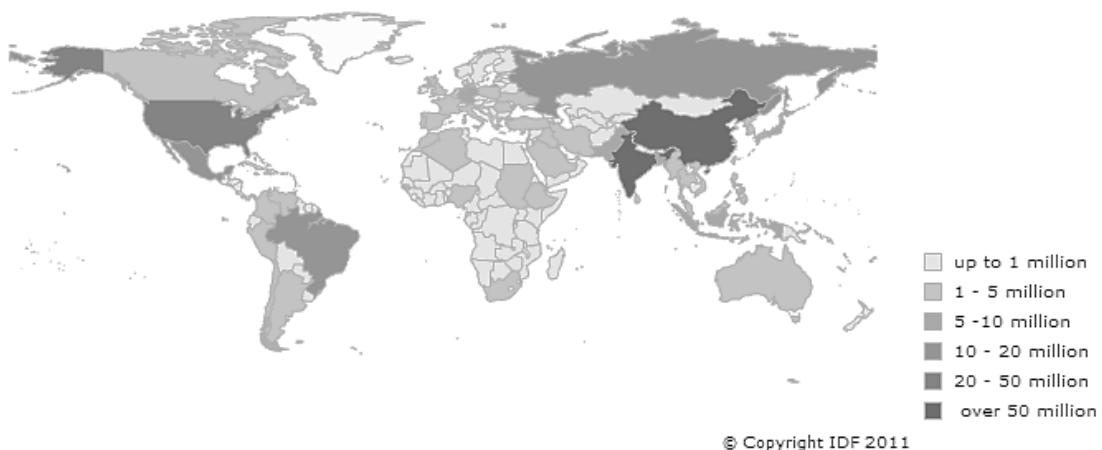 up to 1 million
1 - 5 million
5 -10 million
10 - 20 million
20 - 50 million
over 50 million
© Copyright IDF 2011